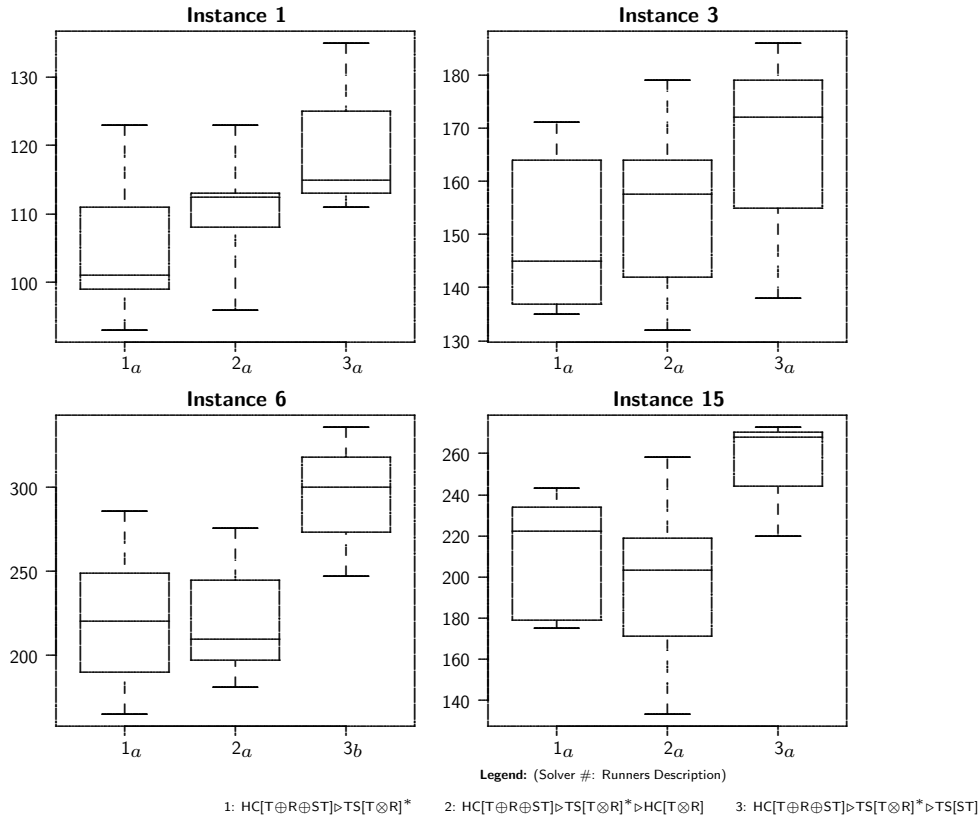 Instance 1
Instance 3
130
120
110
100
1a
2a
3a
180
170
160
150
140
130
1a
2a
3a
Instance 6
Instance 15
300
250
200
1a
2a
3b
260
240
220
200
180
160
140
1a
2a
3a
Legend: (Solver #: Runners Description)
1: HC[T⊕R⊕ST]▷TS[T⊗R]* 2: HC[T⊕R⊕ST]▷TS[T⊗R]*▷HC[T⊗R] 3: HC[T⊕R⊕ST]▷TS[T⊗R]*▷TS[ST]